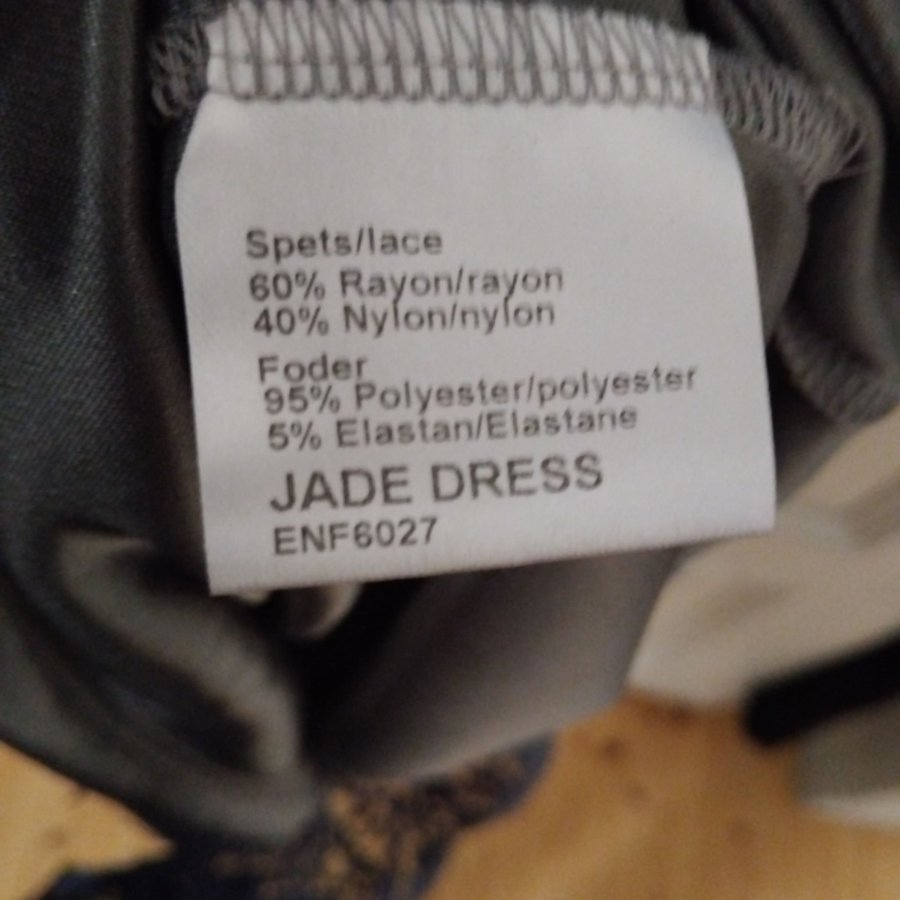 Spets/lace
60% Rayon/rayon
40% Nylon/nylon
Foder
95% Polyester/polyester
5% Elastan/Elastane
JADE DRESS
ENF6027